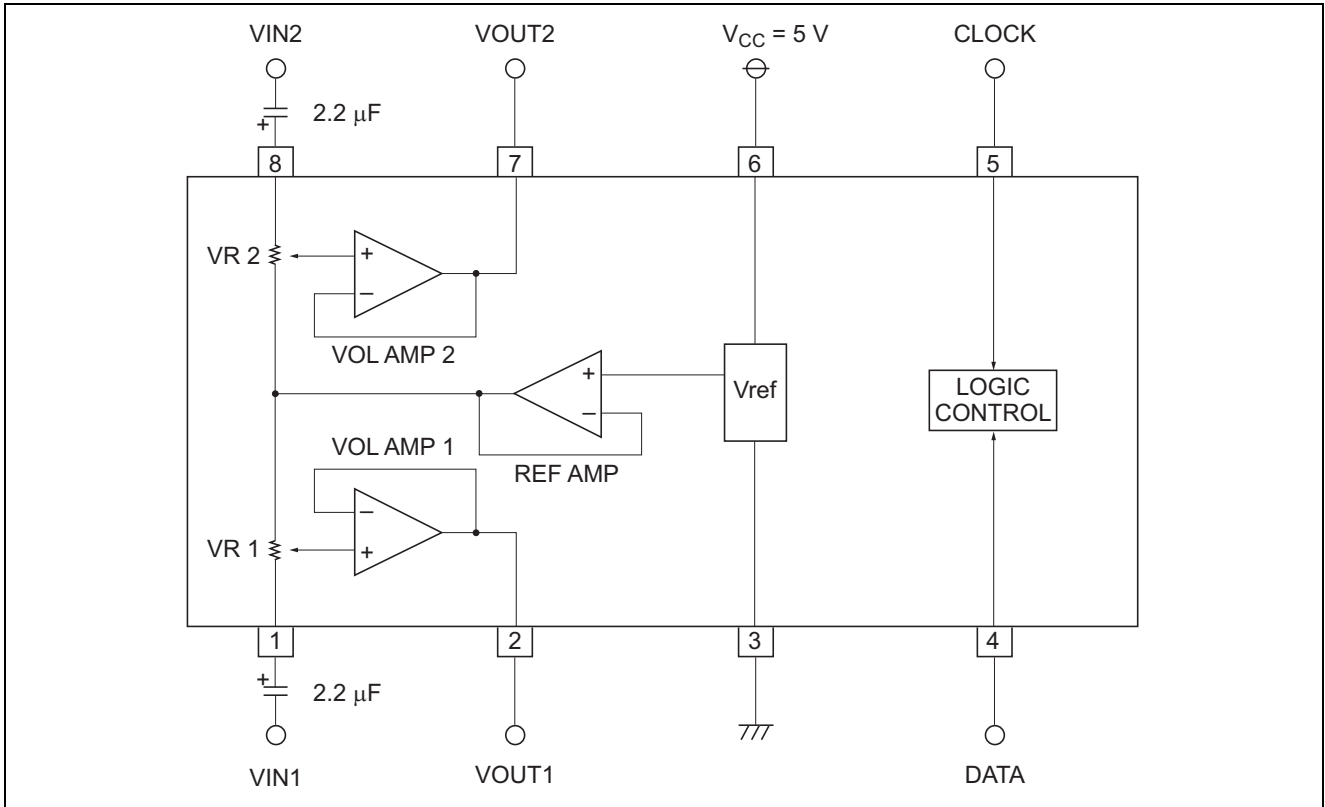 VIN2 VOUT2 V_CC = 5 V CLOCK
2.2 μF
+
8 7 6 5
VR 2
+
−
VOL AMP 2
+
−
Vref
LOGIC
CONTROL
VOL AMP 1
REF AMP
−
+
VR 1
1 2 3 4
+
2.2 μF
VIN1 VOUT1 DATA